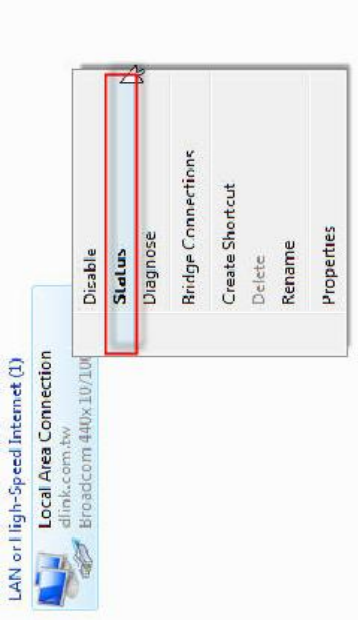 LAN or High-Speed Internet (1)
Local Area Connection
dlink.com.tw
Broadcom 440x 10/100
Disable
Status
Diagnose
Bridge Connections
Create Shortcut
Delete
Rename
Properties